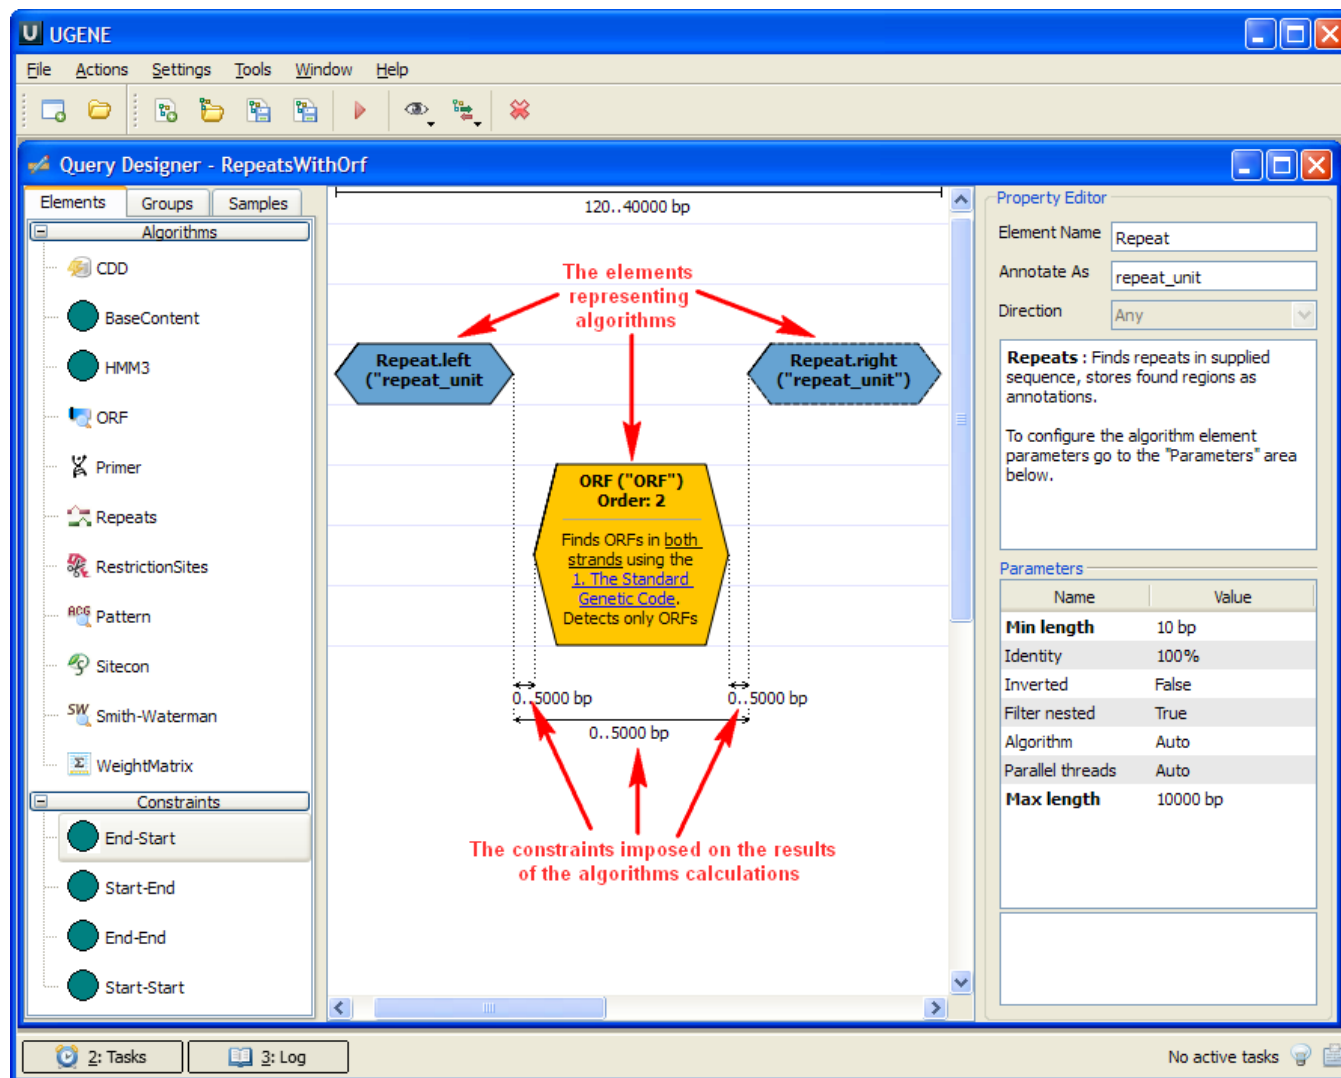 UGENE
File Actions Settings Tools Window Help
Query Designer - RepeatsWithOrf
Elements Groups Samples
Algorithms
CDD
BaseContent
HMM3
ORF
Primer
Repeats
RestrictionSites
ACG Pattern
Sitecon
SW Smith-Waterman
Σ WeightMatrix
Constraints
End-Start
Start-End
End-End
Start-Start
120..40000 bp
The elements
representing
algorithms
Repeat.left
("repeat_unit
Repeat.right
("repeat_unit")
ORF ("ORF")
Order: 2
Finds ORFs in both
strands using the
1. The Standard
Genetic Code.
Detects only ORFs
0..5000 bp
0..5000 bp
0..5000 bp
The constraints imposed on the results
of the algorithms calculations
Property Editor
Element Name Repeat
Annotate As repeat_unit
Direction Any
Repeats : Finds repeats in supplied
sequence, stores found regions as
annotations.
To configure the algorithm element
parameters go to the "Parameters" area
below.
Parameters
Name Value
Min length 10 bp
Identity 100%
Inverted False
Filter nested True
Algorithm Auto
Parallel threads Auto
Max length 10000 bp
2: Tasks 3: Log No active tasks